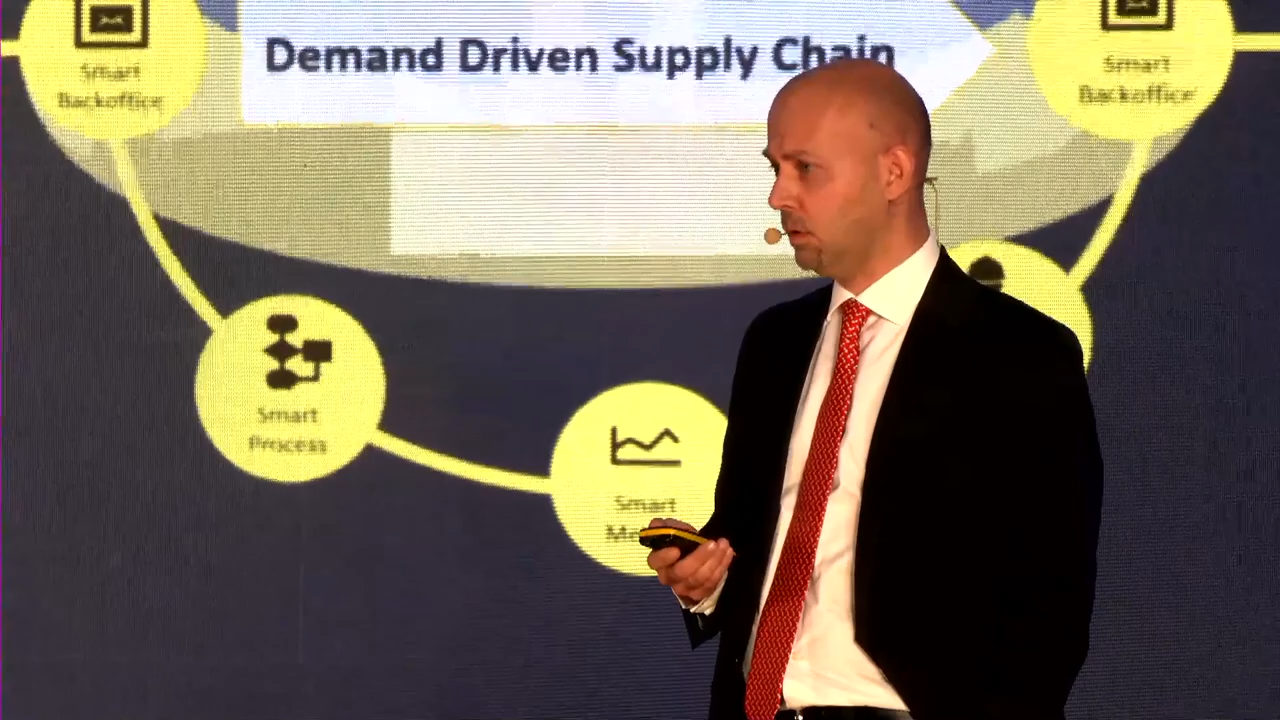 Demand Driven Supply Chain
Smart
Backoffice
Smart
Backoffice
Smart
Process
Smart